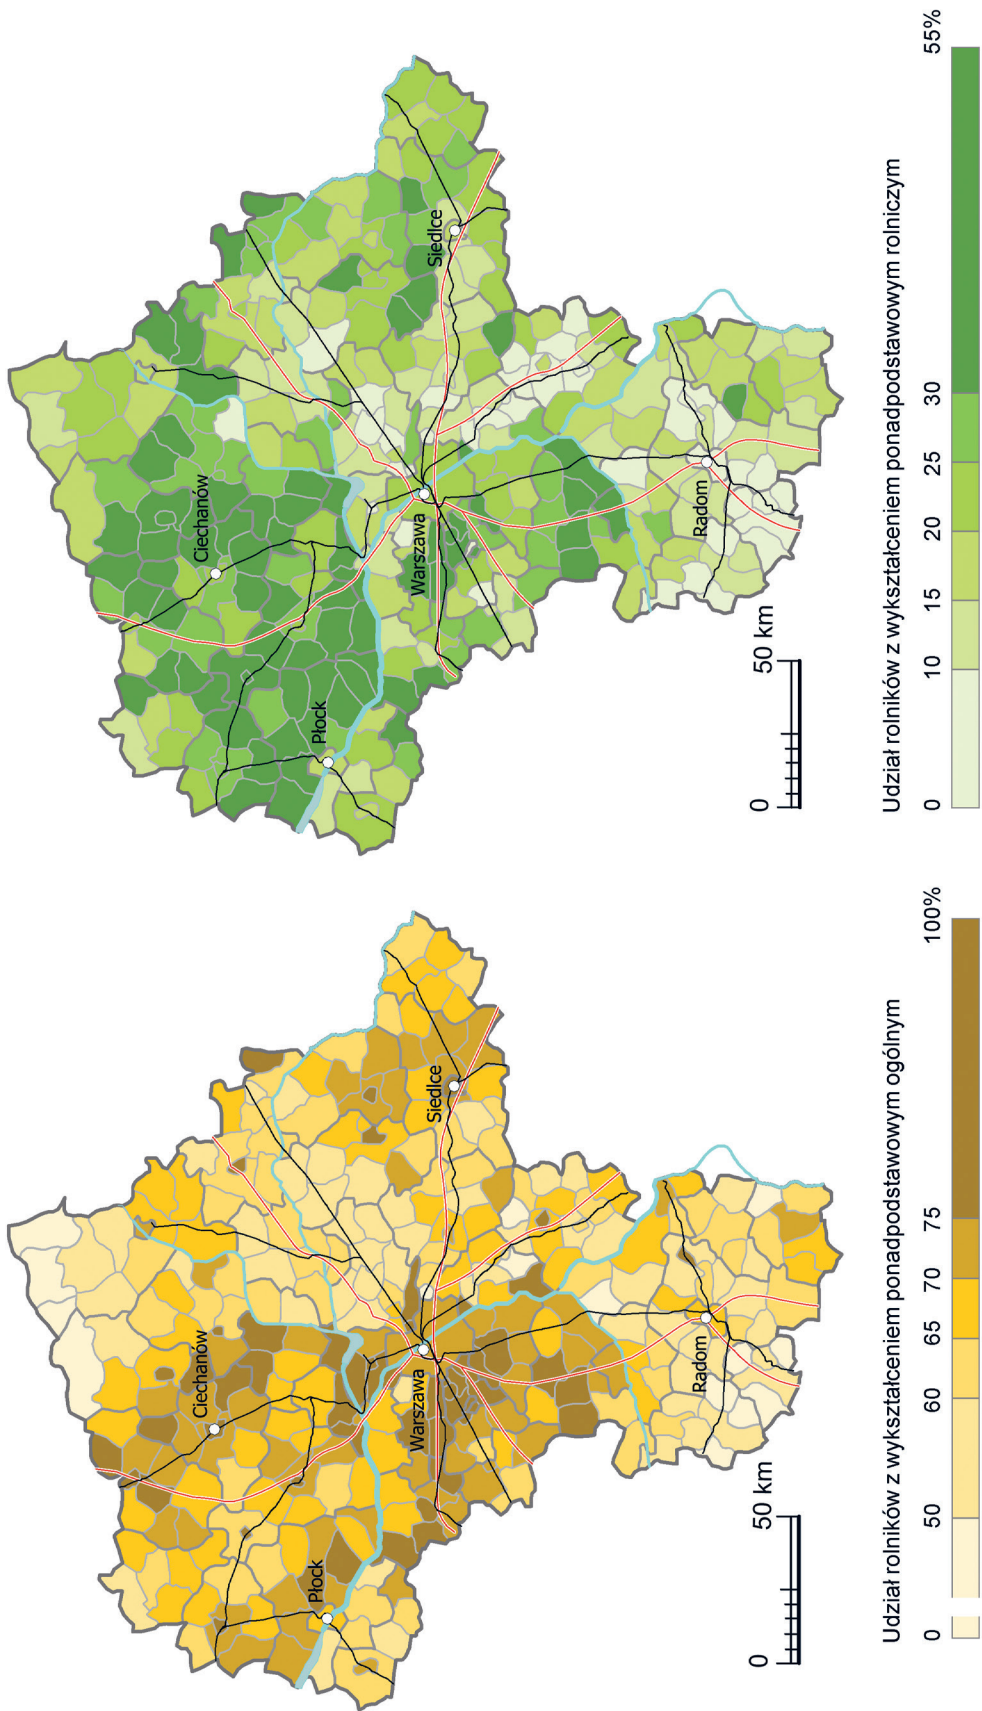 Ciechanów
Płock
Warszawa
Siedlce
Radom
0
50 km
Udział rolników z wykształceniem ponadpodstawowym ogólnym
0
50
60
65
70
75
100%
Ciechanów
Płock
Warszawa
Siedlce
Radom
0
50 km
Udział rolników z wykształceniem ponadpodstawowym rolniczym
0
10
15
20
25
30
55%